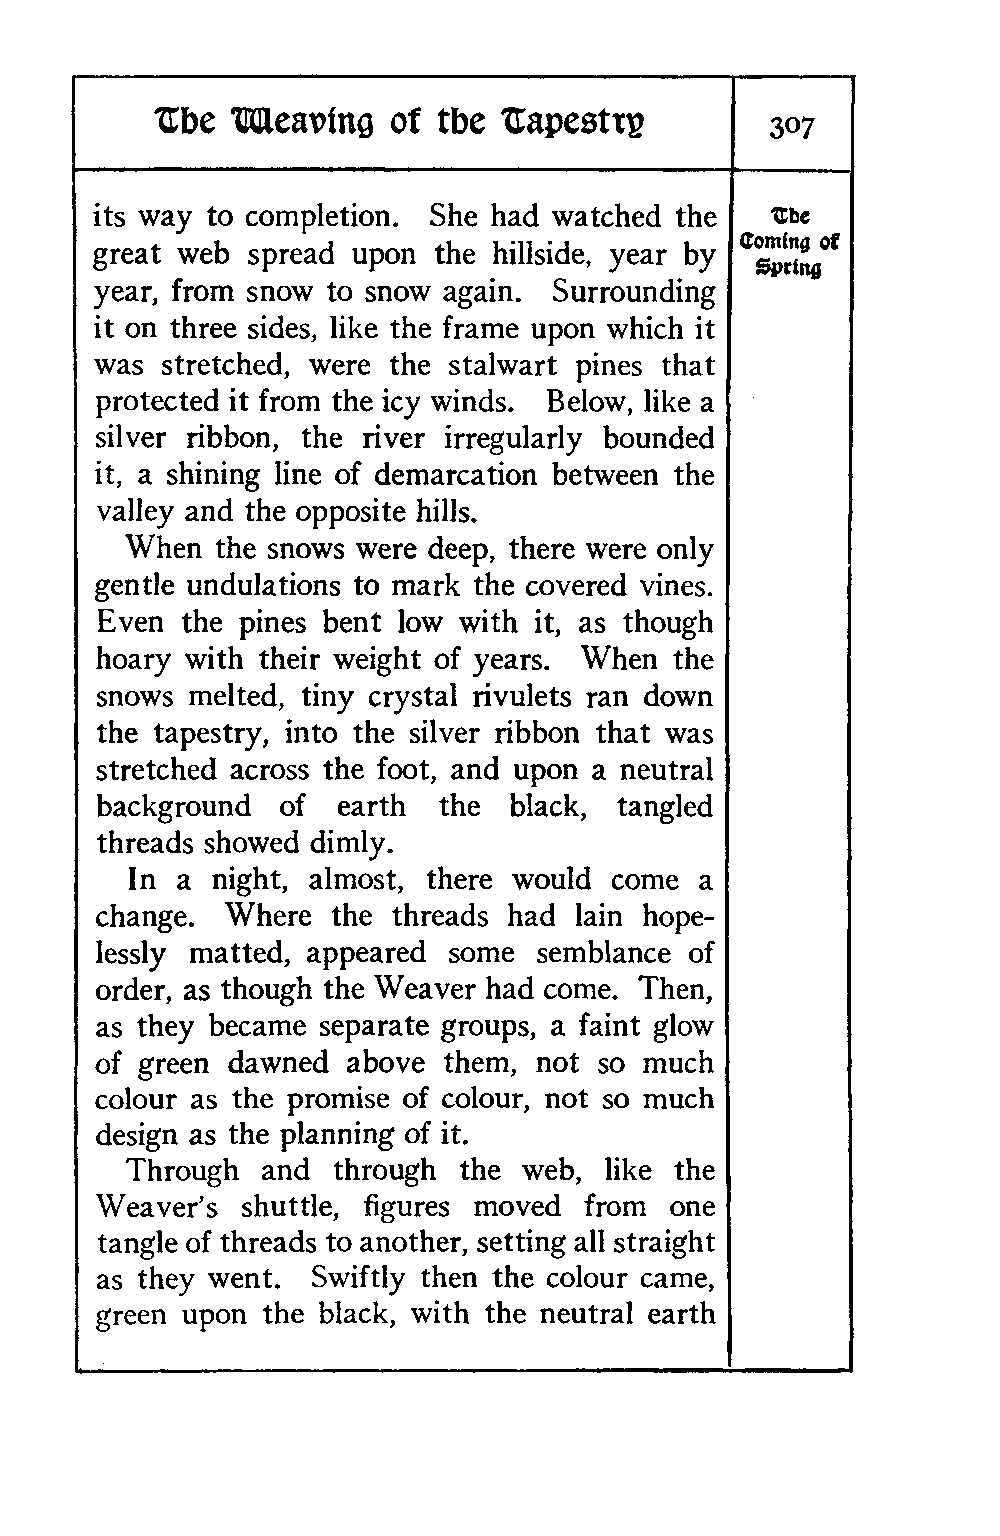 The Weaving of the Tapestry
307
The
Coming of
Spring
its way to completion. She had watched the
great web spread upon the hillside, year by
year, from snow to snow again. Surrounding
it on three sides, like the frame upon which it
was stretched, were the stalwart pines that
protected it from the icy winds. Below, like a
silver ribbon, the river irregularly bounded
it, a shining line of demarcation between the
valley and the opposite hills.
When the snows were deep, there were only
gentle undulations to mark the covered vines.
Even the pines bent low with it, as though
hoary with their weight of years. When the
snows melted, tiny crystal rivulets ran down
the tapestry, into the silver ribbon that was
stretched across the foot, and upon a neutral
background of earth the black, tangled
threads showed dimly.
In a night, almost, there would come a
change. Where the threads had lain hope-
lessly matted, appeared some semblance of
order, as though the Weaver had come. Then,
as they became separate groups, a faint glow
of green dawned above them, not so much
colour as the promise of colour, not so much
design as the planning of it.
Through and through the web, like the
Weaver's shuttle, figures moved from one
tangle of threads to another, setting all straight
as they went. Swiftly then the colour came,
green upon the black, with the neutral earth